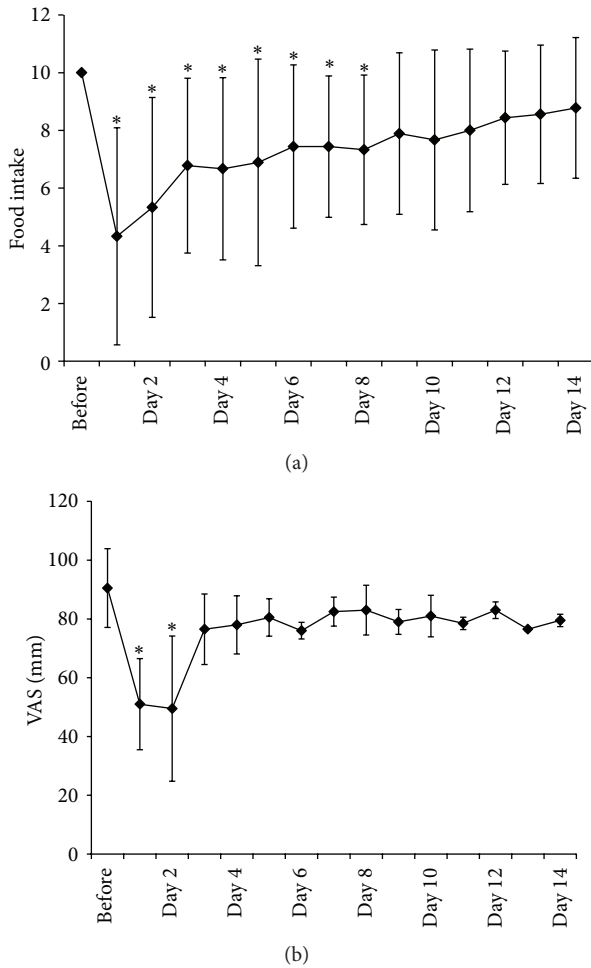 12
10
8
6
4
2
0
Food intake
* * * * * * * *
Before
Day 2
Day 4
Day 6
Day 8
Day 10
Day 12
Day 14
(a)
120
100
80
60
40
20
0
VAS (mm)
* *
Before
Day 2
Day 4
Day 6
Day 8
Day 10
Day 12
Day 14
(b)